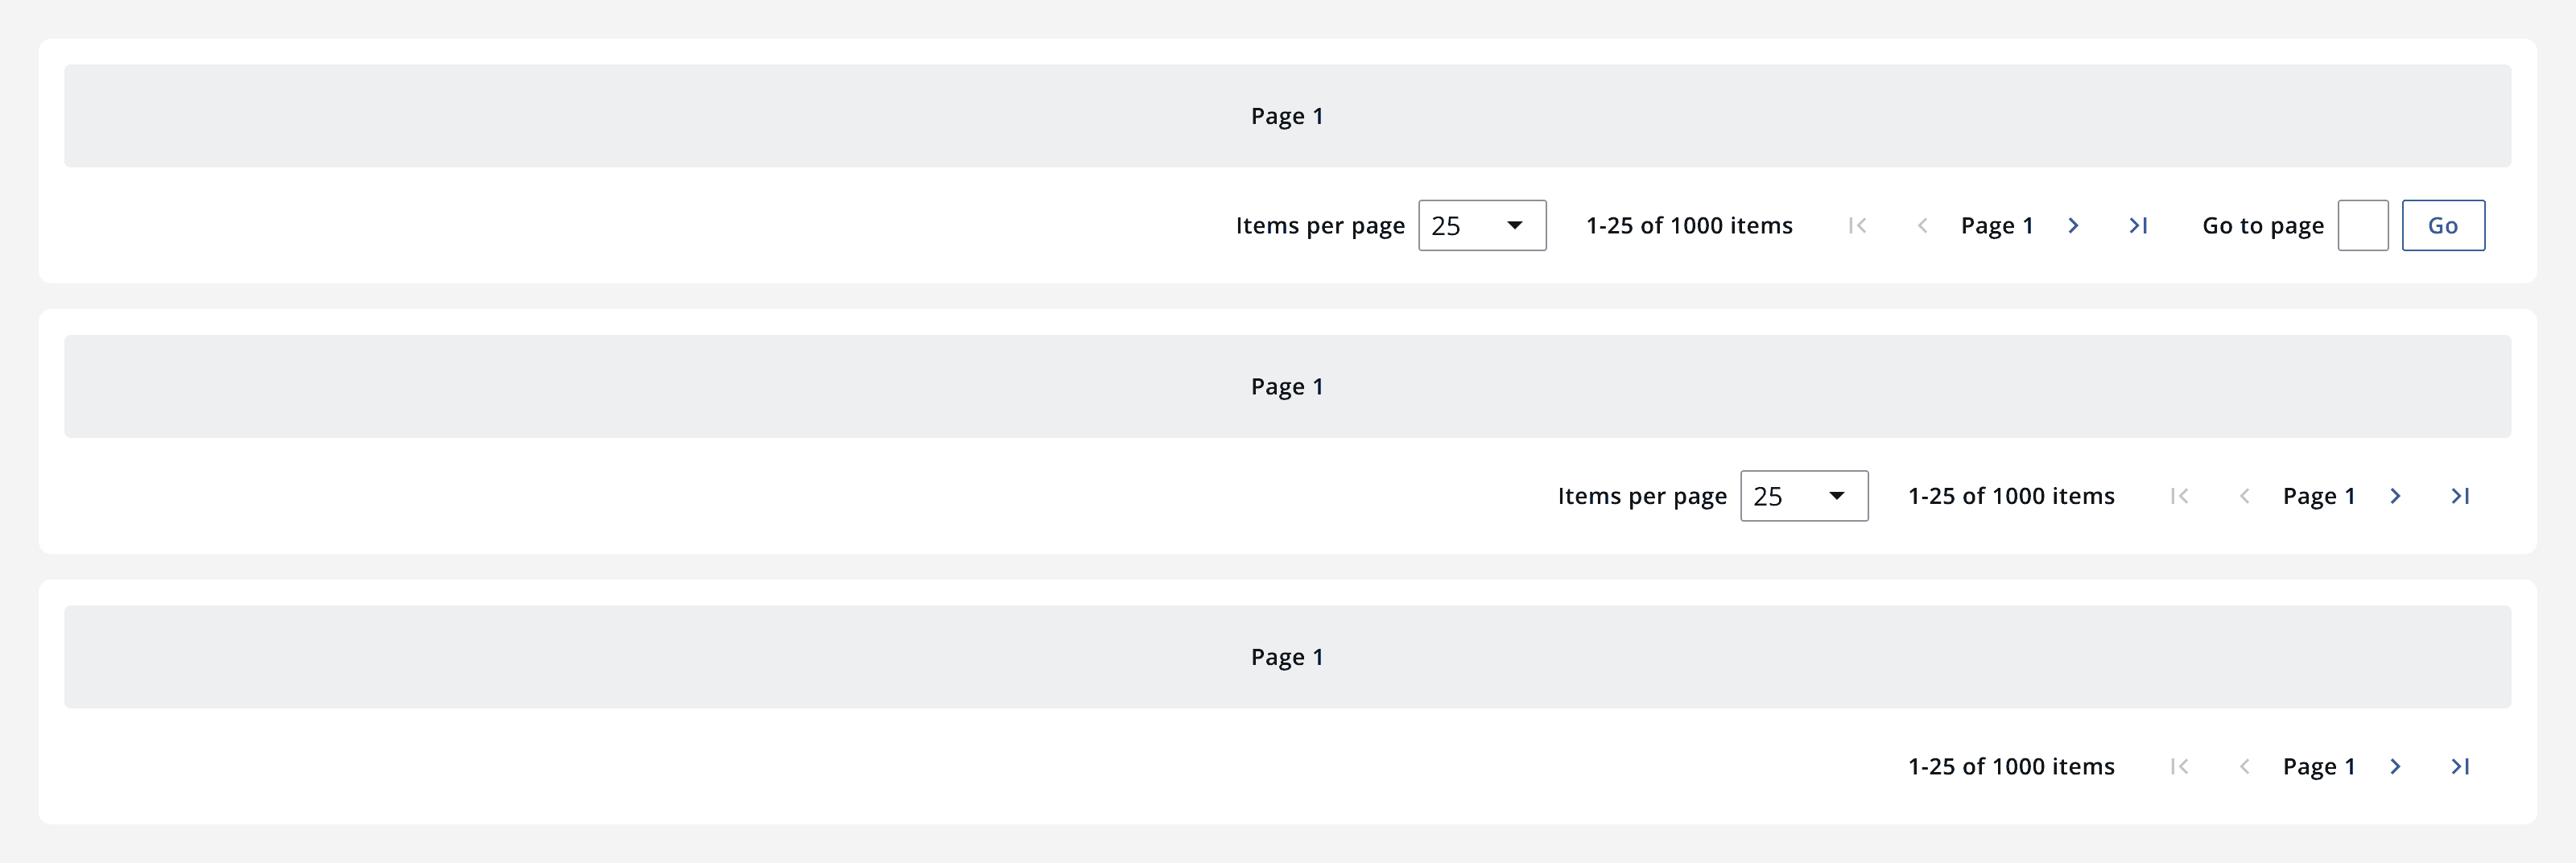 Page 1
Items per page 25 1-25 of 1000 items Page 1 Go to page Go
Page 1
Items per page 25 1-25 of 1000 items Page 1
Page 1
1-25 of 1000 items Page 1